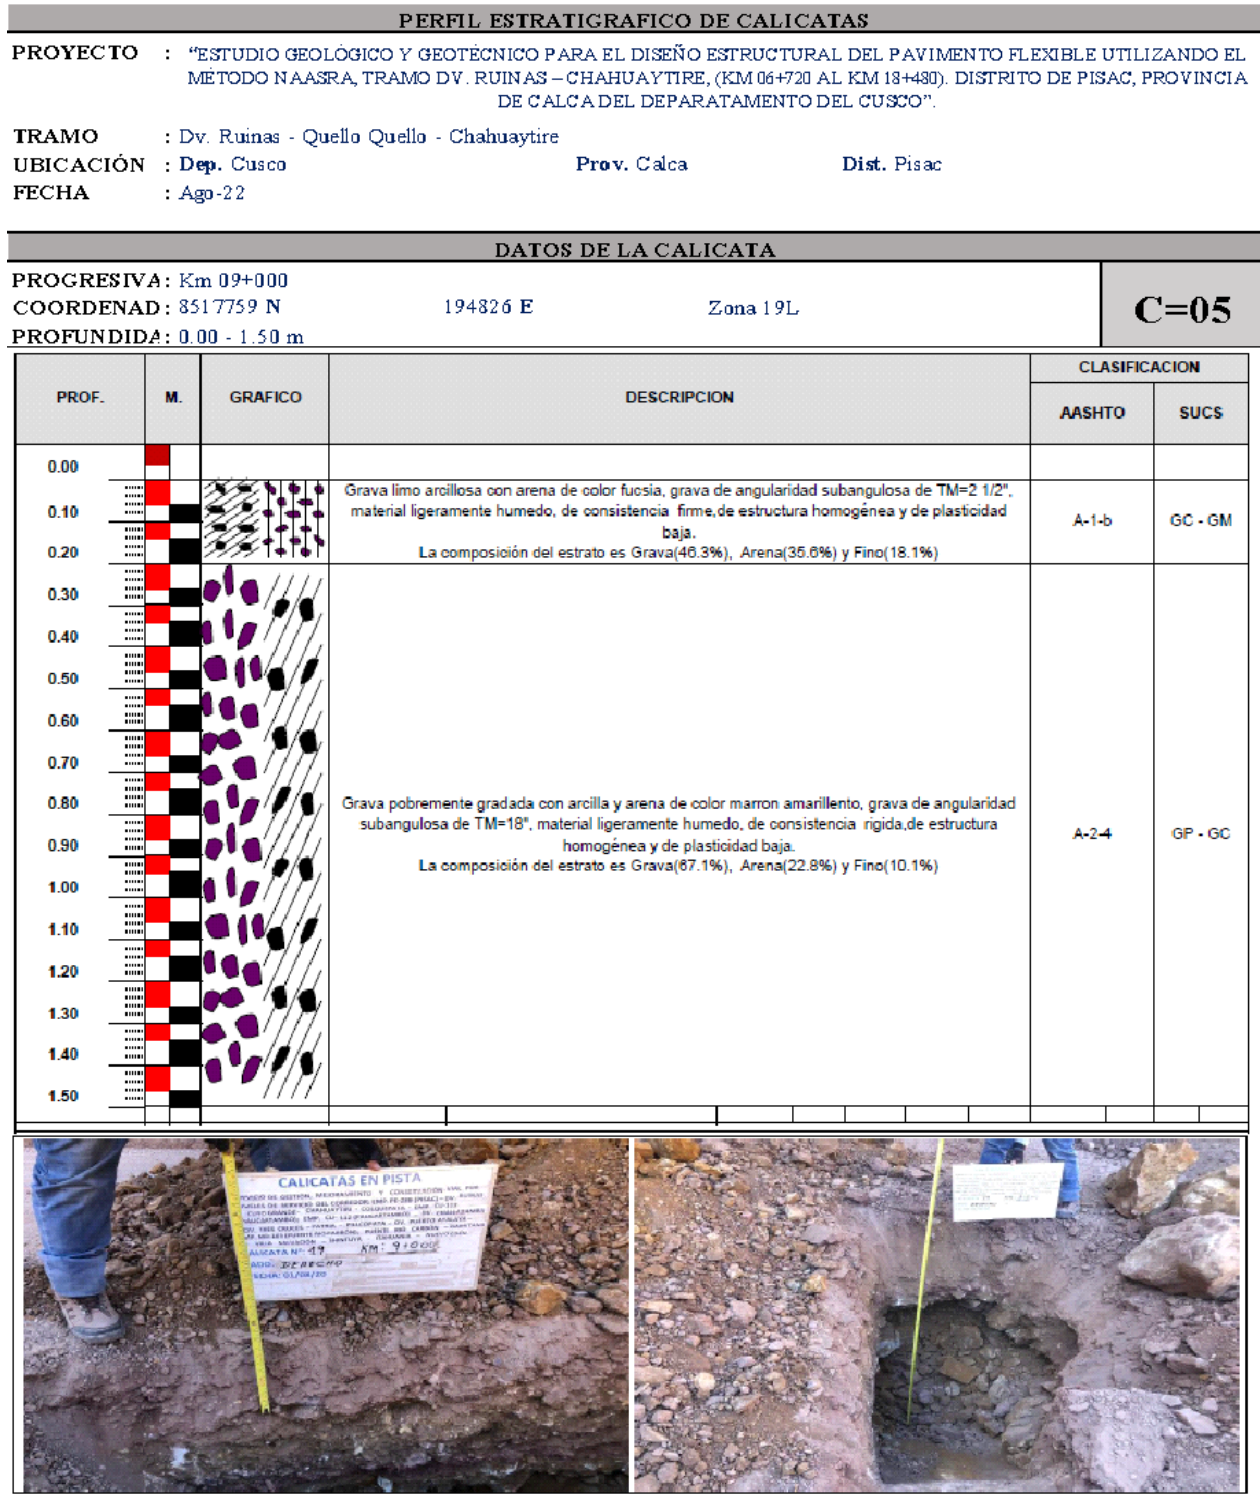 PERFIL ESTRATIGRAFICO DE CALICATAS
PROYECTO : “ESTUDIO GEOLÓGICO Y GEOTÉCNICO PARA EL DISEÑO ESTRUCTURAL DEL PAVIMENTO FLEXIBLE UTILIZANDO EL
MÉTODO NAASRA, TRAMO DV. RUINAS – CHAHUAYTIRE, (KM 06+720 AL KM 18+480). DISTRITO DE PISAC, PROVINCIA
DE CALCA DEL DEPARATAMENTO DEL CUSCO”.
TRAMO : Dv. Ruinas - Quello Quello - Chahuaytire
UBICACIÓN : Dep. Cusco Prov. Calca Dist. Pisac
FECHA : Ago-22
DATOS DE LA CALICATA
PROGRESIVA: Km 09+000
COORDENAD: 8517759 N 194826 E Zona 19L
PROFUNDIDA: 0.00 - 1.50 m
C=05
PROF. M. GRAFICO DESCRIPCION CLASIFICACION
AASHTO SUCS
0.00
0.10
0.20
Grava limo arcillosa con arena de color fucsia, grava de angularidad subangulosa de TM=2 1/2",
material ligeramente humedo, de consistencia firme,de estructura homogénea y de plasticidad
baja.
La composición del estrato es Grava(46.3%), Arena(35.6%) y Fino(18.1%)
A-1-b GC - GM
0.30
0.40
0.50
0.60
0.70
0.80
0.90
1.00
1.10
1.20
1.30
1.40
1.50
Grava pobremente gradada con arcilla y arena de color marron amarillento, grava de angularidad
subangulosa de TM=18", material ligeramente humedo, de consistencia rigida,de estructura
homogénea y de plasticidad baja.
La composición del estrato es Grava(67.1%), Arena(22.8%) y Fino(10.1%)
A-2-4 GP - GC
CALICATAS EN PISTA
CALICATA N°: 19 KM: 9+000
LADO: DERECHO